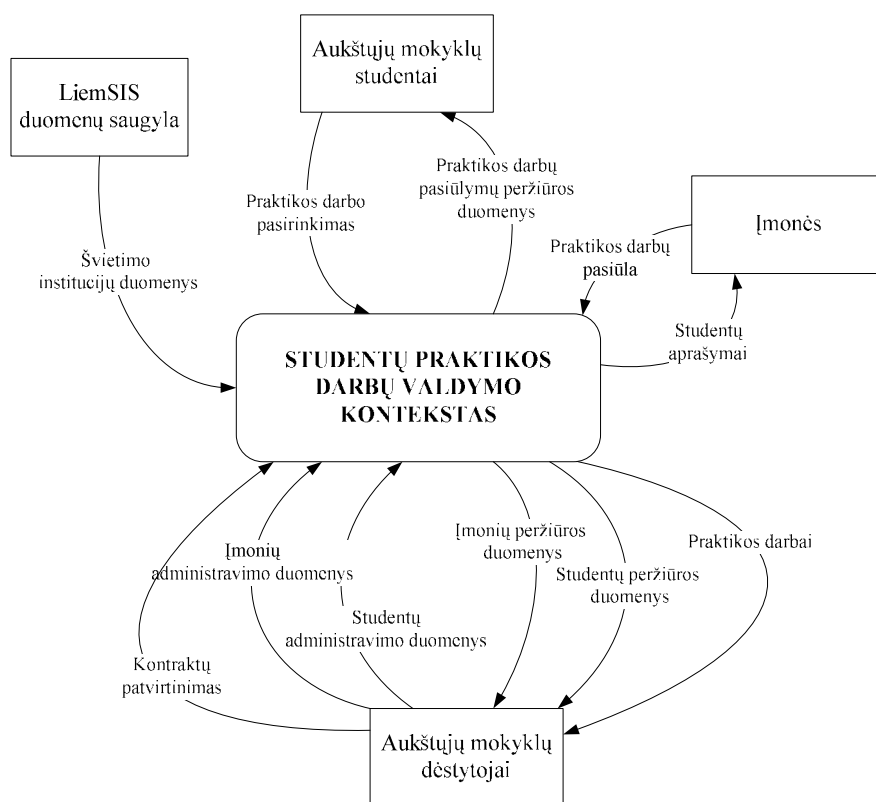 Aukštųjų mokyklų
studentai
LiemSIS
duomenų saugyla
Praktikos darbų
pasiūlymų peržiūros
duomenys
Praktikos darbo
pasirinkimas
Įmonės
Praktikos darbų
pasiūla
Švietimo
institucijų duomenys
Studentų
aprašymai
STUDENTŲ PRAKTIKOS
DARBŲ VALDYMO
KONTEKSTAS
Įmonių
administravimo duomenys
Įmonių peržiūros
duomenys
Praktikos darbai
Studentų peržiūros
duomenys
Studentų
administravimo duomenys
Kontraktų
patvirtinimas
Aukštųjų mokyklų
dėstytojai